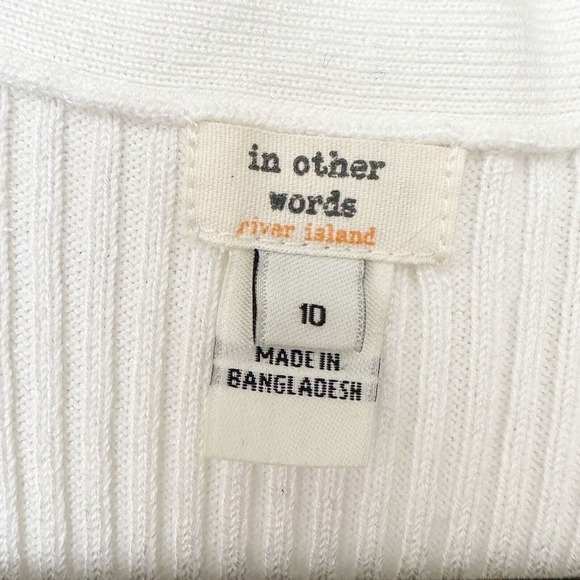 in other
words
river island
10
MADE IN
BANGLADESH